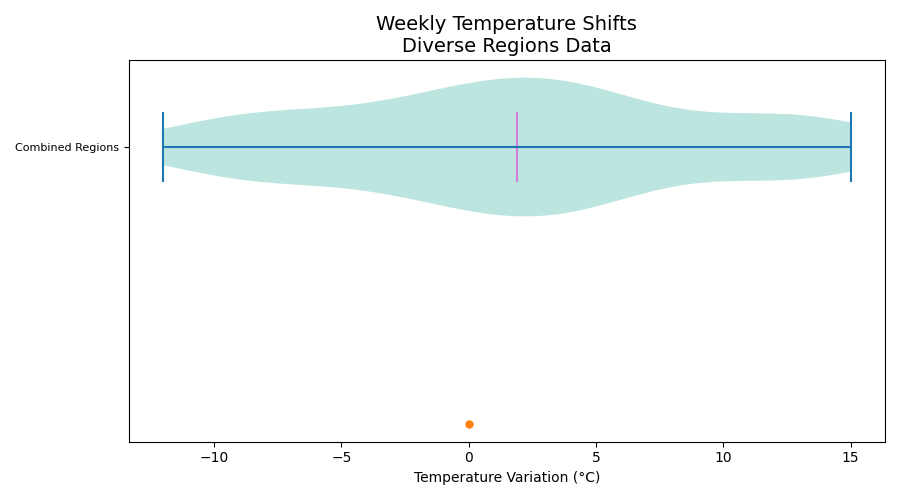 Weekly Temperature Shifts
Diverse Regions Data
Combined Regions
−10 −5 0 5 10 15
Temperature Variation (°C)